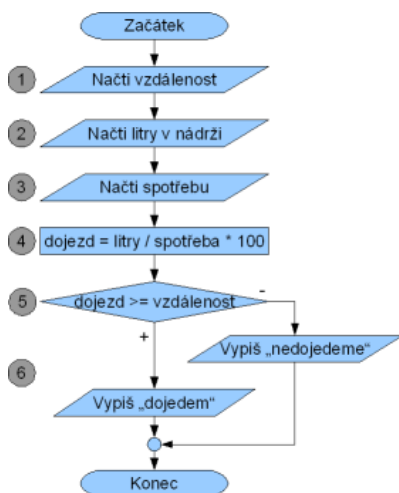 Začátek
1 Načti vzdálenost
2 Načti litry v nádrži
3 Načti spotřebu
4 dojezd = litry / spotřeba * 100
5 dojezd >= vzdálenost -
+
Vypiš „nedojedeme“
6
Vypiš „dojedem“
Konec